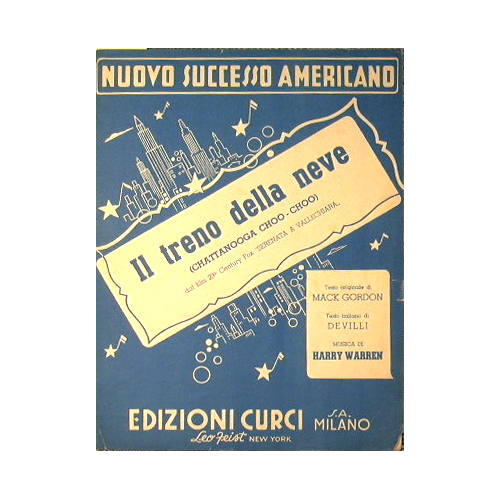 NUOVO SUCCESSO AMERICANO
Il treno della neve
(CHATTANOOGA CHOO-CHOO)
dal film 20th Century Fox "SERENATA A VALLECHIARA"
Testo originale di
MACK GORDON
Testo italiano di
DEVILLI
MUSICA DI
HARRY WARREN
EDIZIONI CURCI S.A. MILANO
Leo Feist NEW YORK